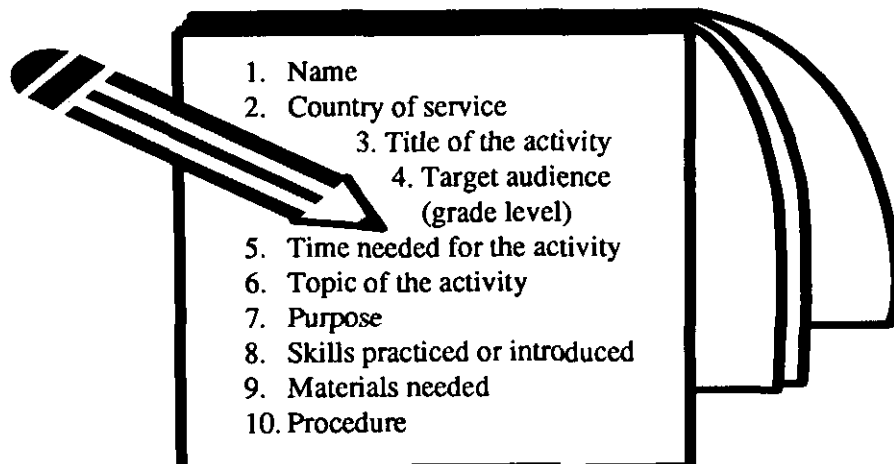 1. Name
2. Country of service
3. Title of the activity
4. Target audience
(grade level)
5. Time needed for the activity
6. Topic of the activity
7. Purpose
8. Skills practiced or introduced
9. Materials needed
10. Procedure